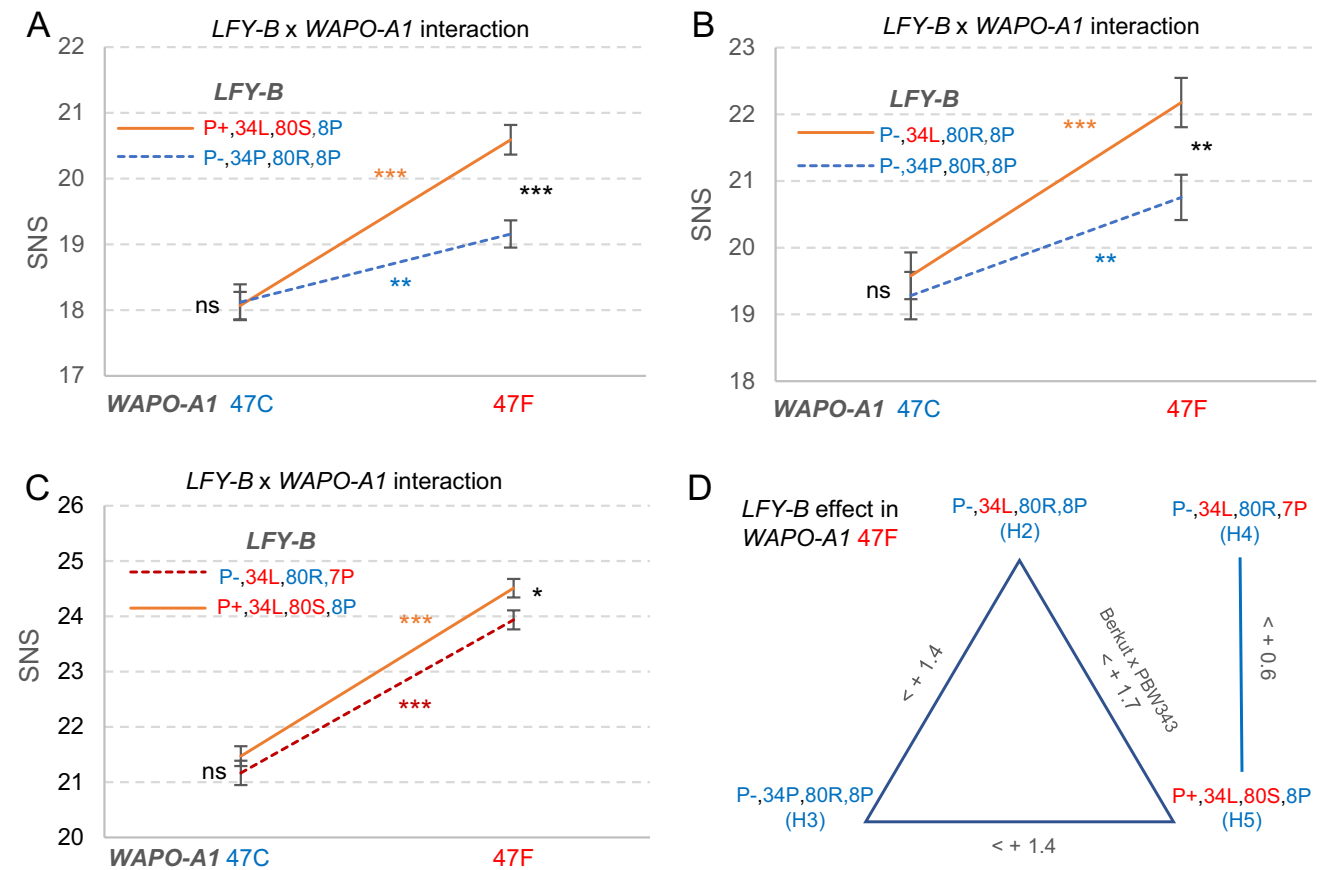 A
LFY-B x WAPO-A1 interaction
22
21
20
19
18
17
SNS
LFY-B
P+,34L,80S,8P
P-,34P,80R,8P
***
***
**
ns
WAPO-A1 47C 47F
B
LFY-B x WAPO-A1 interaction
23
22
21
20
19
18
SNS
LFY-B
P-,34L,80R,8P
P-,34P,80R,8P
***
**
**
ns
WAPO-A1 47C 47F
C
LFY-B x WAPO-A1 interaction
26
25
24
23
22
21
20
SNS
LFY-B
P-,34L,80R,7P
P+,34L,80S,8P
***
*
***
ns
WAPO-A1 47C 47F
D
LFY-B effect in
WAPO-A1 47F
P-,34L,80R,8P
(H2)
P-,34L,80R,7P
(H4)
< + 1.4
Berkut x PBW343
< + 1.7
< + 0.6
P-,34P,80R,8P
(H3)
P+,34L,80S,8P
(H5)
< + 1.4